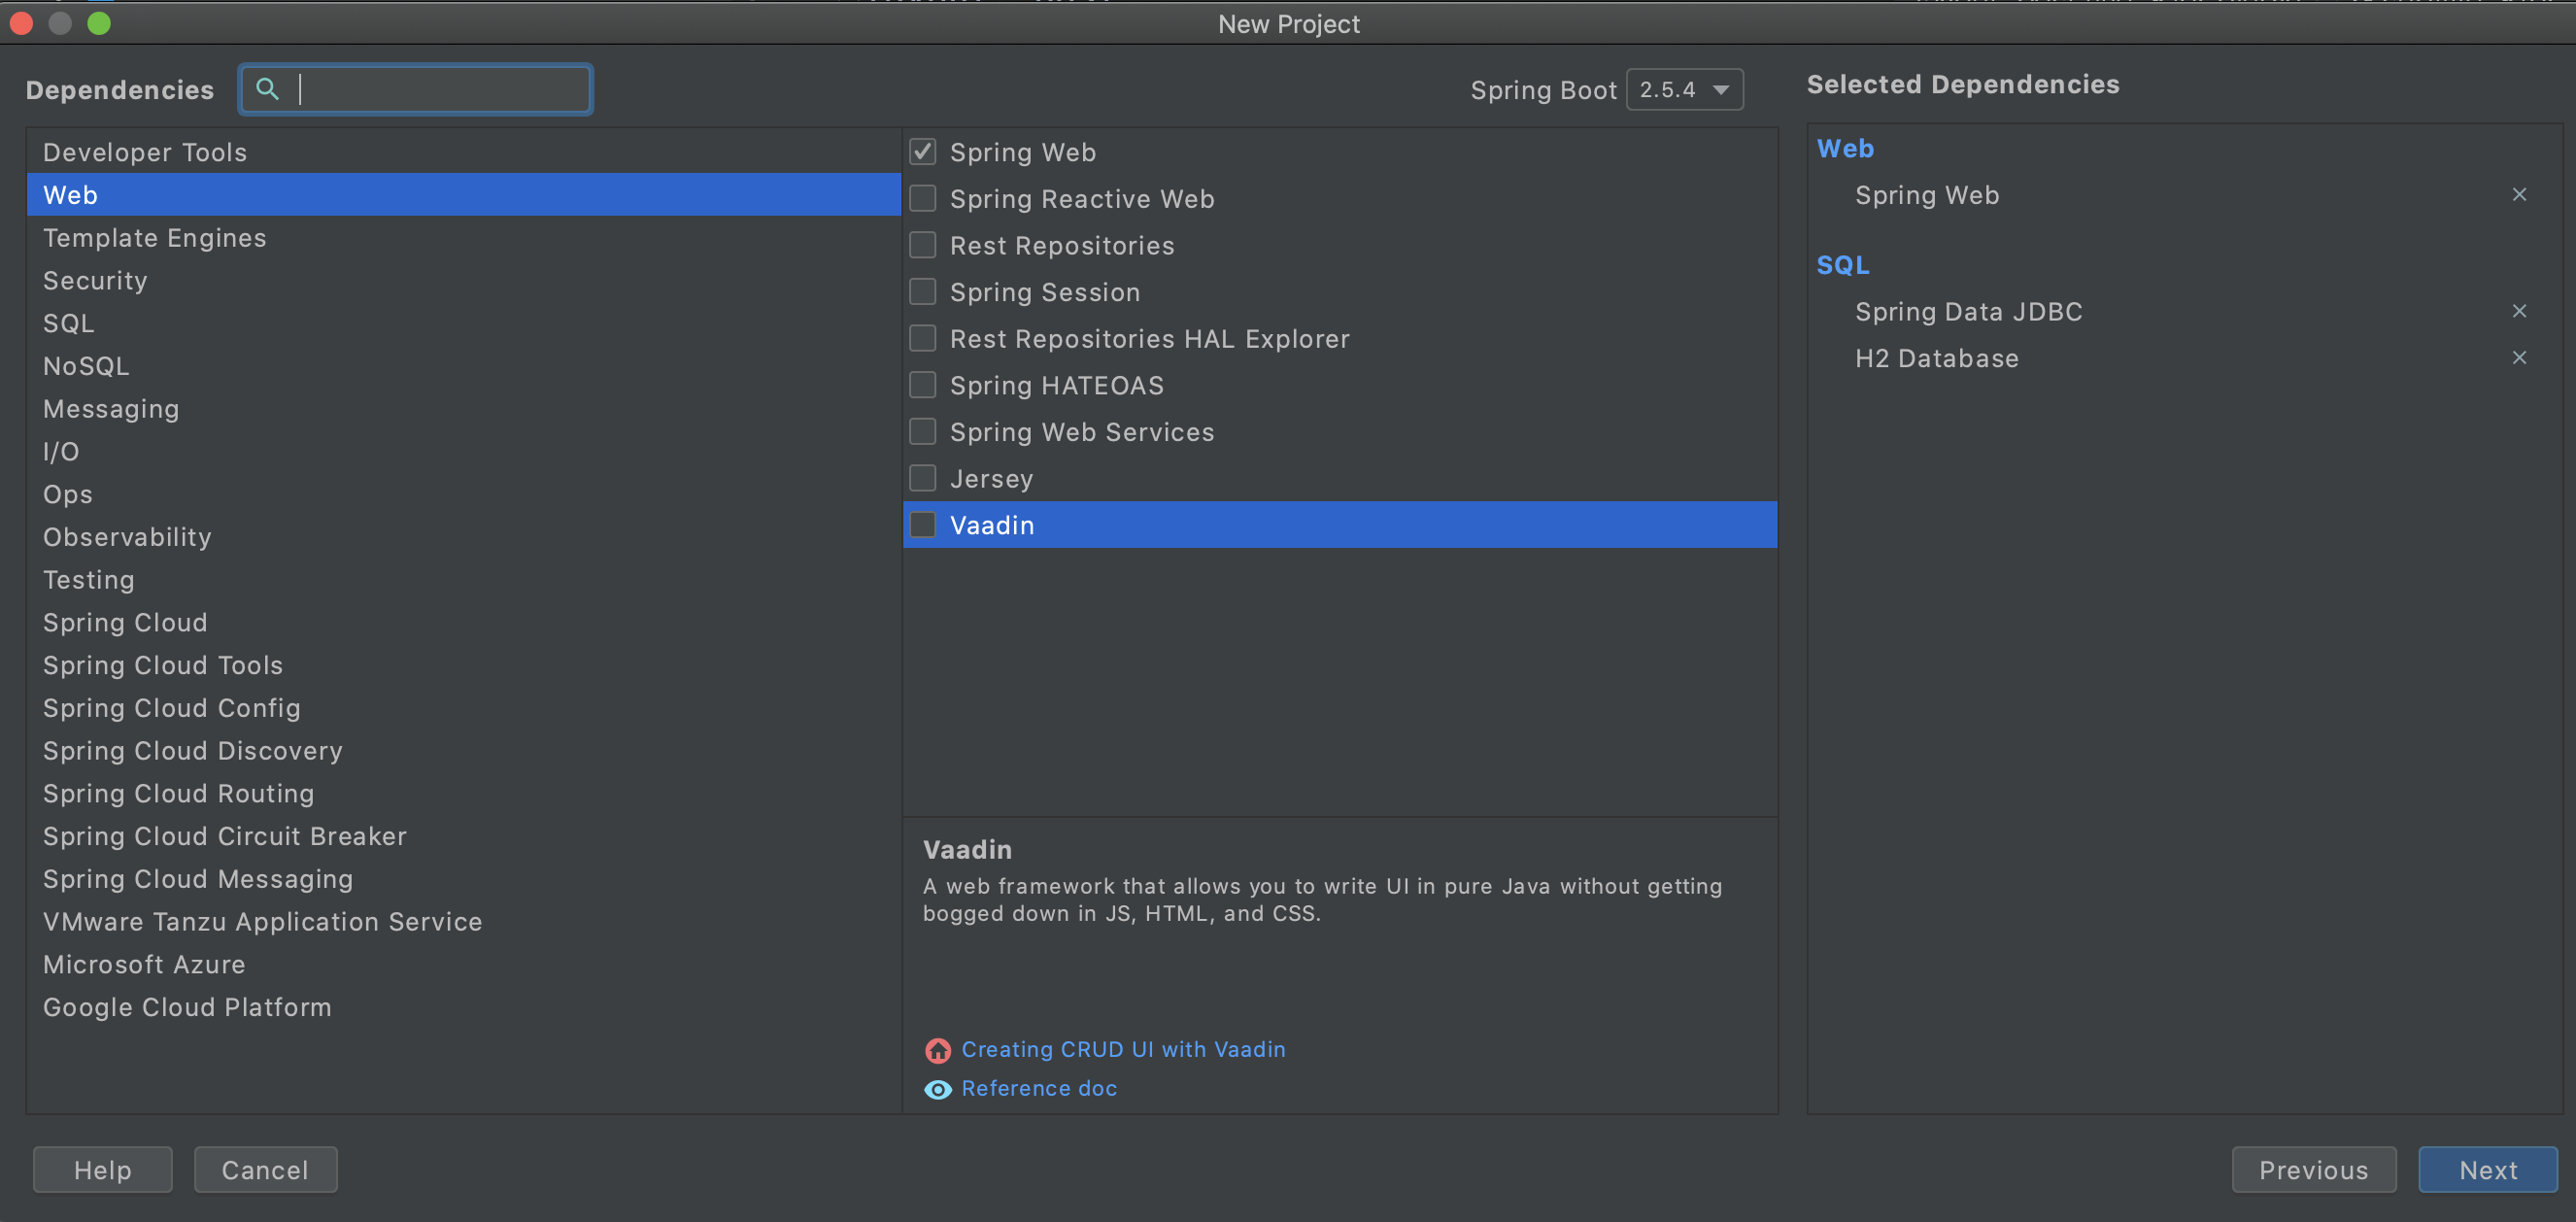 New Project
Dependencies
Spring Boot 2.5.4
Selected Dependencies
Developer Tools
Web
Template Engines
Security
SQL
NoSQL
Messaging
I/O
Ops
Observability
Testing
Spring Cloud
Spring Cloud Tools
Spring Cloud Config
Spring Cloud Discovery
Spring Cloud Routing
Spring Cloud Circuit Breaker
Spring Cloud Messaging
VMware Tanzu Application Service
Microsoft Azure
Google Cloud Platform
Spring Web
Spring Reactive Web
Rest Repositories
Spring Session
Rest Repositories HAL Explorer
Spring HATEOAS
Spring Web Services
Jersey
Vaadin
Vaadin
A web framework that allows you to write UI in pure Java without getting
bogged down in JS, HTML, and CSS.
Creating CRUD UI with Vaadin
Reference doc
Web
Spring Web
SQL
Spring Data JDBC
H2 Database
Help
Cancel
Previous
Next